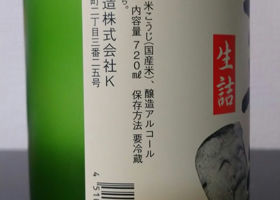 生詰
米こうじ(国産米)、醸造アルコール
内容量 720ml 保存方法 要冷蔵
造株式会社K
町二丁目三番二五号